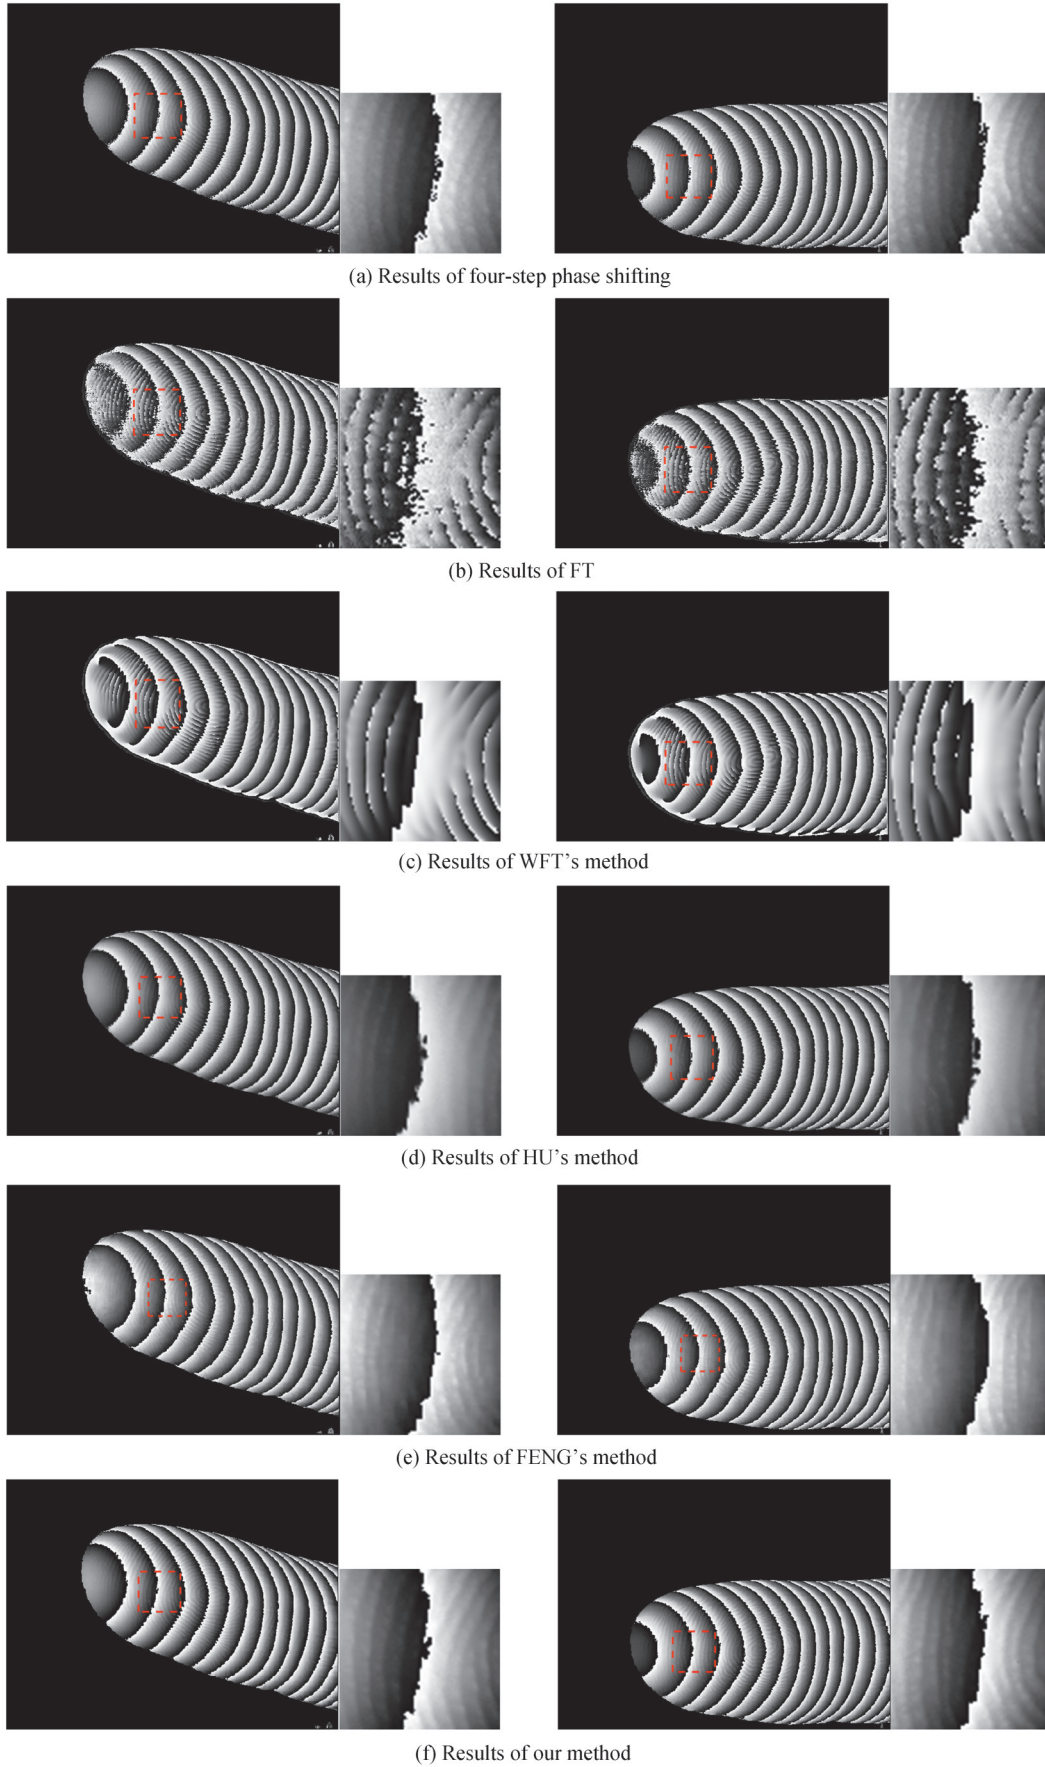 (a) Results of four-step phase shifting
(b) Results of FT
(c) Results of WFT’s method
(d) Results of HU’s method
(e) Results of FENG’s method
(f) Results of our method